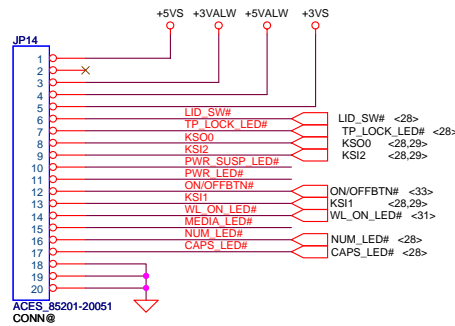 +5VS +3VALW +5VALW +3VS
JP14
1
2
3
4
5
6 LID_SW# LID_SW# <28>
7 TP_LOCK_LED# TP_LOCK_LED# <28>
8 KSO0 KSO0 <28,29>
9 KSI2 KSI2 <28,29>
10 PWR_SUSP_LED#
11 PWR_LED#
12 ON/OFFBTN# ON/OFFBTN# <33>
13 KSI1 KSI1 <28,29>
14 WL_ON_LED# WL_ON_LED# <31>
15 MEDIA_LED#
16 NUM_LED# NUM_LED# <28>
17 CAPS_LED# CAPS_LED# <28>
18
19
20
ACES_85201-20051
CONN@